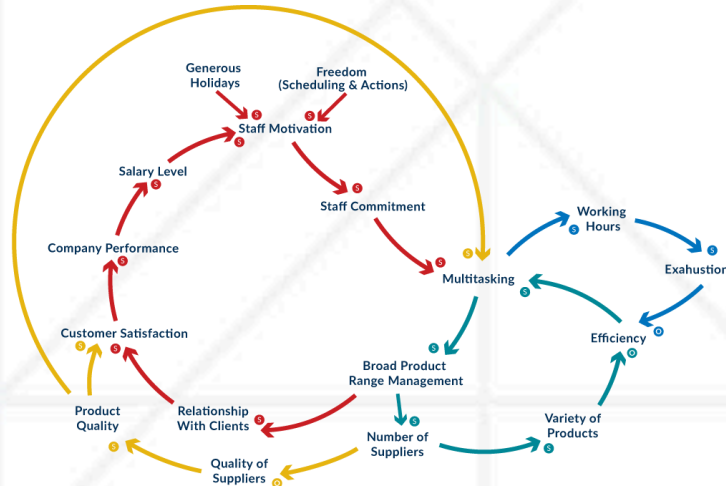 Generous
Holidays
Freedom
(Scheduling & Actions)
S
S
Staff Motivation
S
Salary Level
S
S
Staff Commitment
Working
Hours
S
Company Performance
S
S
S
S
Exahustion
Multitasking
S
Customer Satisfaction
S
S
S
Efficiency
O
O
Broad Product
Range Management
Product
Quality
Relationship
With Clients
S
S
Variety of
Products
S
Number of
Suppliers
S
Quality of
Suppliers
O